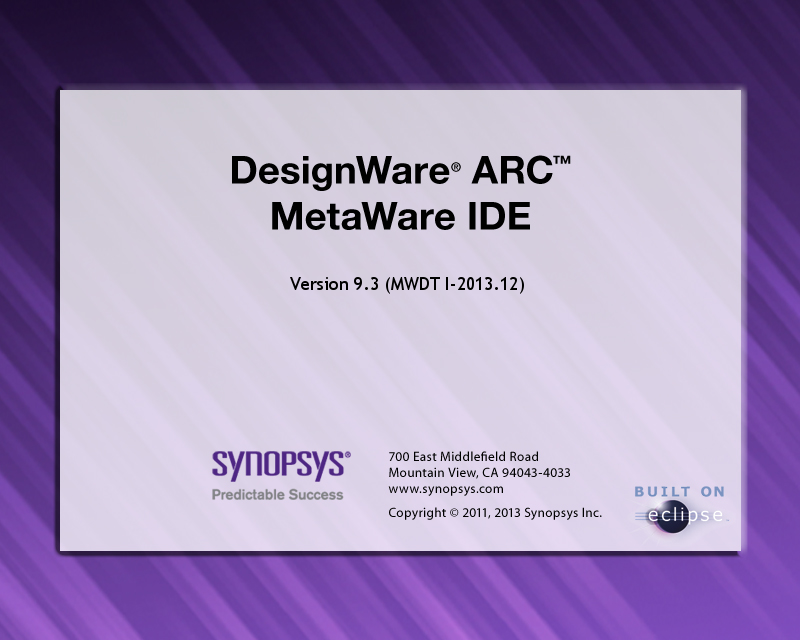 DesignWare® ARC™
MetaWare IDE
Version 9.3 (MWDT I-2013.12)
SYNOPSYS®
Predictable Success
700 East Middlefield Road
Mountain View, CA 94043-4033
www.synopsys.com
Copyright © 2011, 2013 Synopsys Inc.
BUILT ON
eclipse™